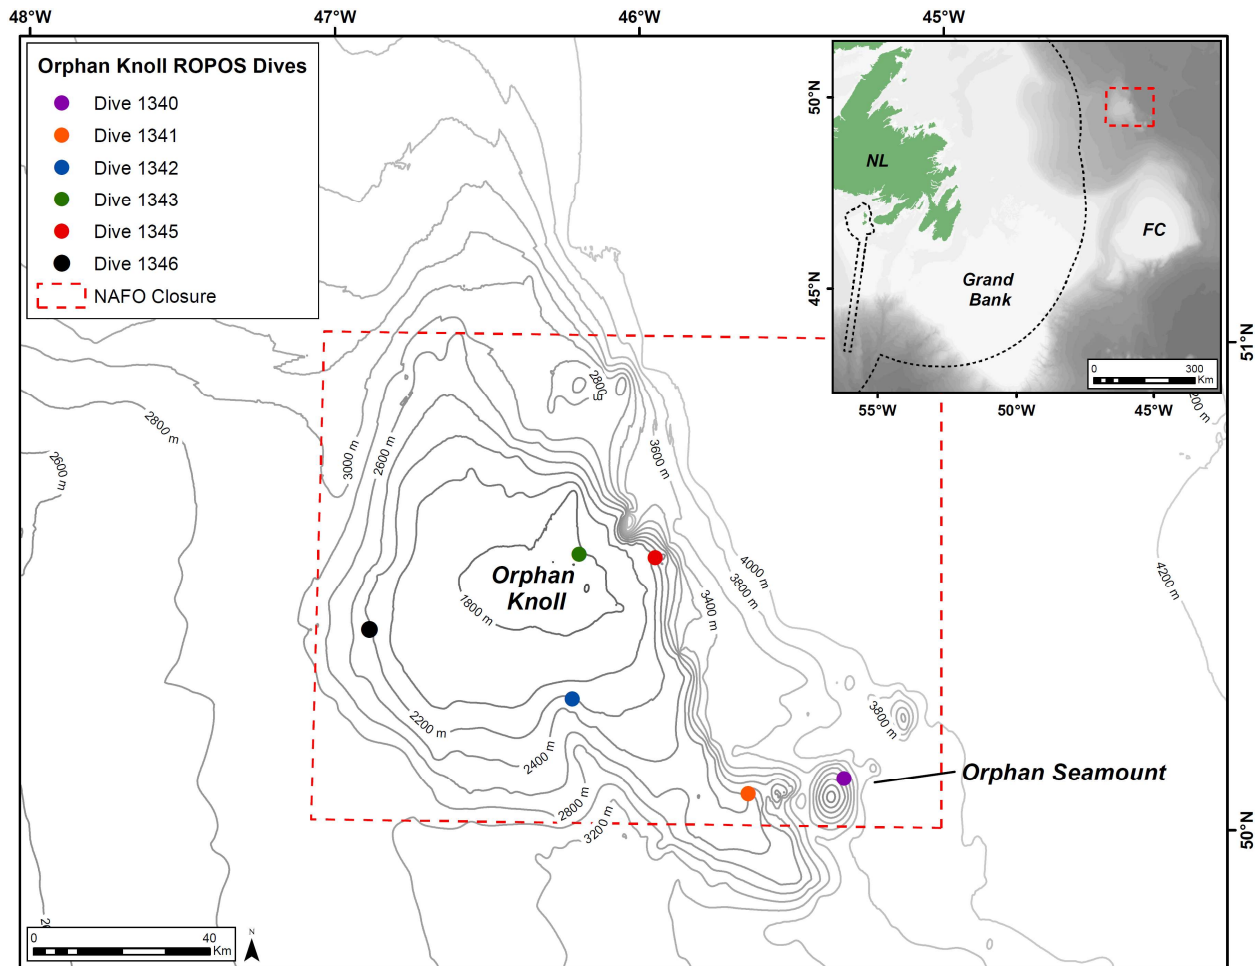 48°W 47°W 46°W 45°W
Orphan Knoll ROPOS Dives
Dive 1340
Dive 1341
Dive 1342
Dive 1343
Dive 1345
Dive 1346
NAFO Closure
50°N
45°N
NL
FC
Grand
Bank
0 300
Km
55°W 50°W 45°W
51°N
50°N
2800 m
2600 m
3000 m
2600 m
2800
3600 m
4000 m
3800 m
3400 m
4200 m
Orphan
Knoll
1800 m
2200 m
2400 m
2800 m
3200 m
3800 m
Orphan Seamount
0 40
Km
N